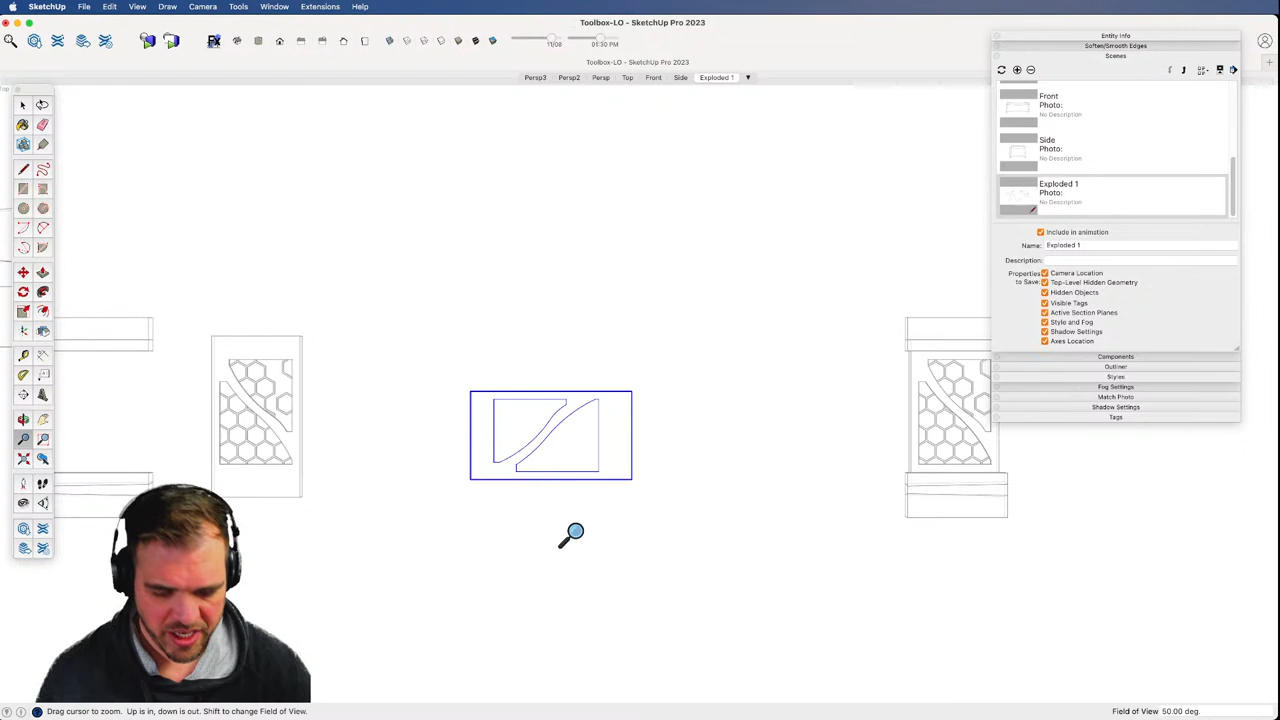 SketchUp File Edit View Draw Camera Tools Window Extensions Help
Toolbox-LO - SketchUp Pro 2023
11/08 01:30 PM
Toolbox-LO - SketchUp Pro 2023
Persp3 Persp2 Persp Top Front Side Exploded 1
Entity Info
Soften/Smooth Edges
Scenes
Front
Photo:
No Description
Side
Photo:
No Description
Exploded 1
Photo:
No Description
Include in animation
Name: Exploded 1
Description:
Properties to Save:
Camera Location
Top-Level Hidden Geometry
Hidden Objects
Visible Tags
Active Section Planes
Style and Fog
Shadow Settings
Axes Location
Components
Outliner
Styles
Fog Settings
Match Photo
Shadow Settings
Tags
Drag cursor to zoom. Up is in, down is out. Shift to change Field of View.
Field of View 50.00 deg.